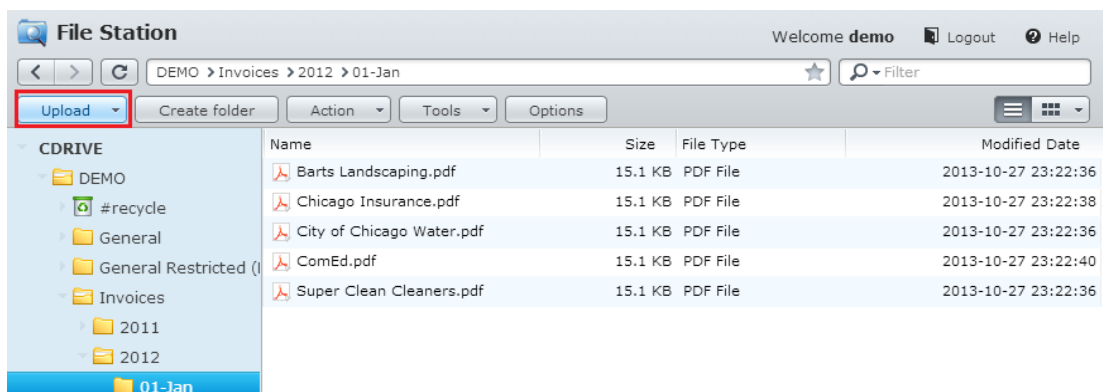 File Station
Welcome demo Logout Help
DEMO > Invoices > 2012 > 01-Jan Filter
Upload Create folder Action Tools Options
CDRIVE
DEMO
#recycle
General
General Restricted (
Invoices
2011
2012
01-Jan
Name Size File Type Modified Date
Barts Landscaping.pdf 15.1 KB PDF File 2013-10-27 23:22:36
Chicago Insurance.pdf 15.1 KB PDF File 2013-10-27 23:22:38
City of Chicago Water.pdf 15.1 KB PDF File 2013-10-27 23:22:36
ComEd.pdf 15.1 KB PDF File 2013-10-27 23:22:40
Super Clean Cleaners.pdf 15.1 KB PDF File 2013-10-27 23:22:36